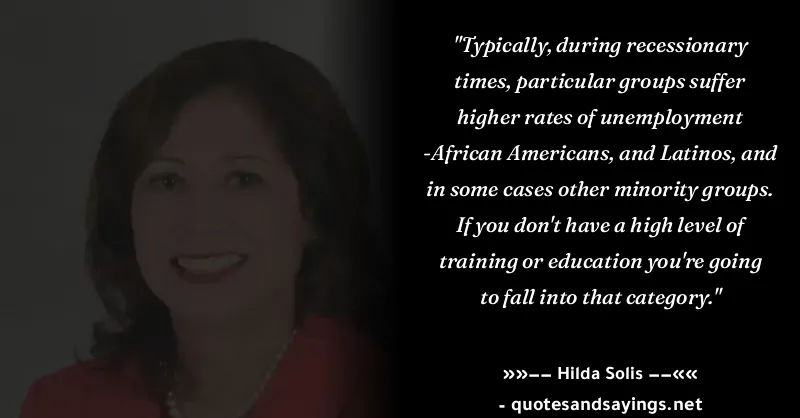 "Typically, during recessionary
times, particular groups suffer
higher rates of unemployment
-African Americans, and Latinos, and
in some cases other minority groups.
If you don't have a high level of
training or education you're going
to fall into that category."
»»−− Hilda Solis −−««
- quotesandsayings.net